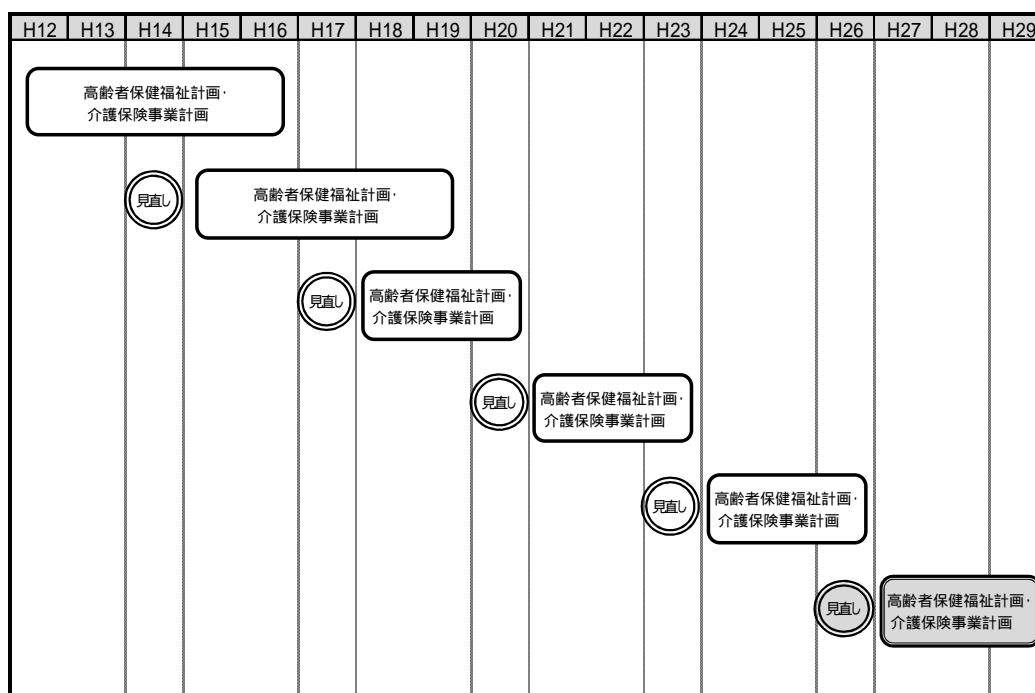 H12 H13 H14 H15 H16 H17 H18 H19 H20 H21 H22 H23 H24 H25 H26 H27 H28 H29
高齢者保健福祉計画・
介護保険事業計画
見直し
高齢者保健福祉計画・
介護保険事業計画
見直し
高齢者保健福祉計画・
介護保険事業計画
見直し
高齢者保健福祉計画・
介護保険事業計画
見直し
高齢者保健福祉計画・
介護保険事業計画
見直し
高齢者保健福祉計画・
介護保険事業計画